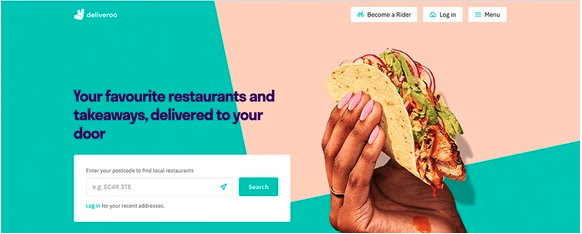 deliveroo
Become a Rider
Log in
Menu
Your favourite restaurants and
takeaways, delivered to your
door
Enter your postcode to find local restaurants
e.g. EC4R 3TE
Search
Log in for your recent addresses.